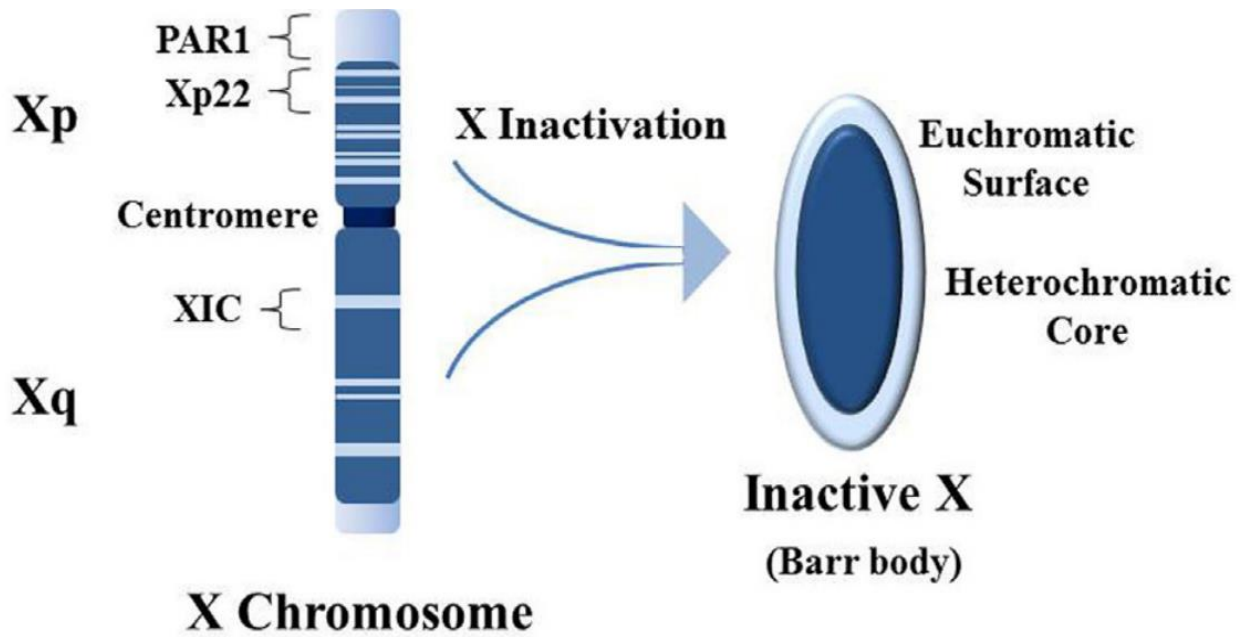 PAR1
Xp22
Xp
X Inactivation
Euchromatic
Surface
Centromere
Heterochromatic
Core
XIC
Xq
Inactive X
(Barr body)
X Chromosome